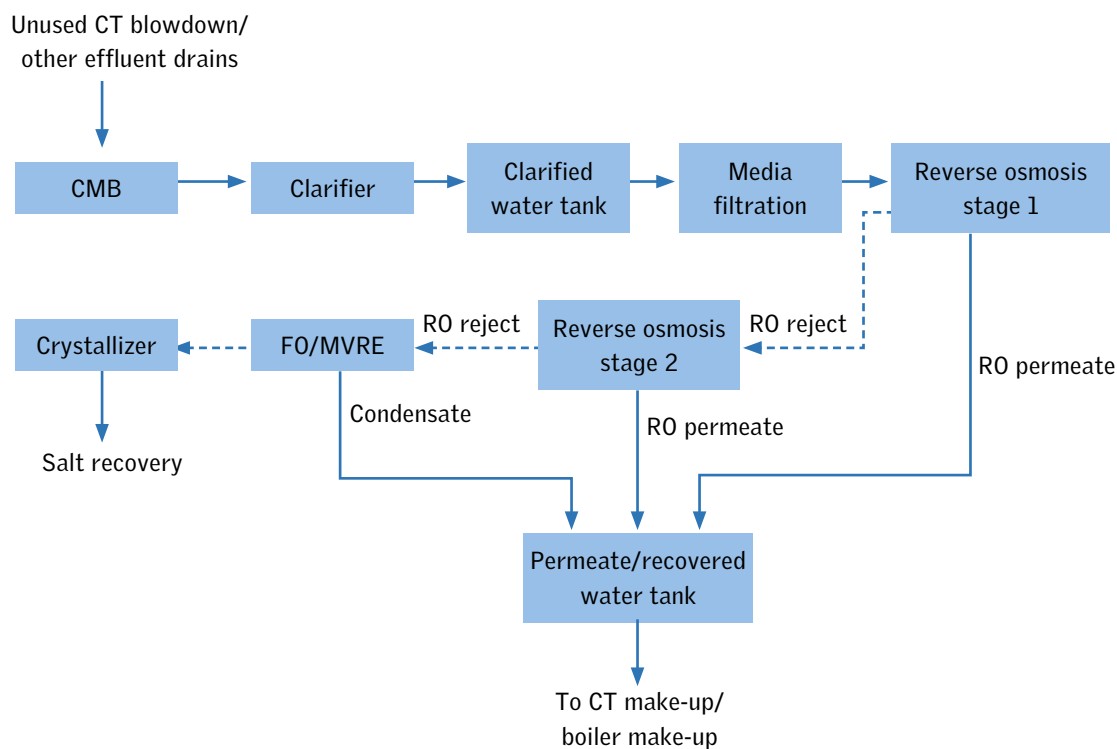 Unused CT blowdown/
other effluent drains
CMB
Clarifier
Clarified
water tank
Media
filtration
Reverse osmosis
stage 1
Crystallizer
FO/MVRE
RO reject
Reverse osmosis
stage 2
RO reject
RO permeate
Condensate
RO permeate
Salt recovery
Permeate/recovered
water tank
To CT make-up/
boiler make-up